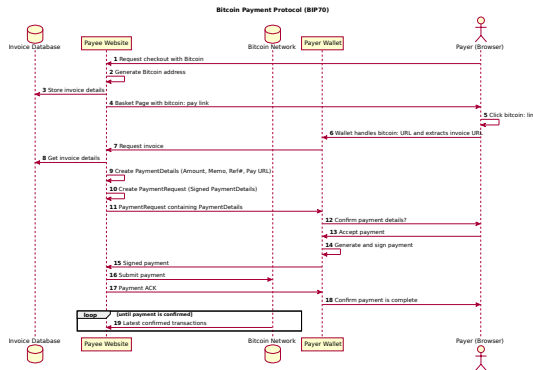 Bitcoin Payment Protocol (BIP70)
Invoice Database
Payee Website
Bitcoin Network
Payer Wallet
Payer (Browser)
1 Request checkout with Bitcoin
2 Generate Bitcoin address
3 Store invoice details
4 Basket Page with bitcoin: pay link
5 Click bitcoin: lin
6 Wallet handles bitcoin: URL and extracts invoice URL
7 Request invoice
8 Get invoice details
9 Create PaymentDetails (Amount, Memo, Ref#, Pay URL)
10 Create PaymentRequest (Signed PaymentDetails)
11 PaymentRequest containing PaymentDetails
12 Confirm payment details?
13 Accept payment
14 Generate and sign payment
15 Signed payment
16 Submit payment
17 Payment ACK
18 Confirm payment is complete
loop [until payment is confirmed]
19 Latest confirmed transactions
Invoice Database
Payee Website
Bitcoin Network
Payer Wallet
Payer (Browser)